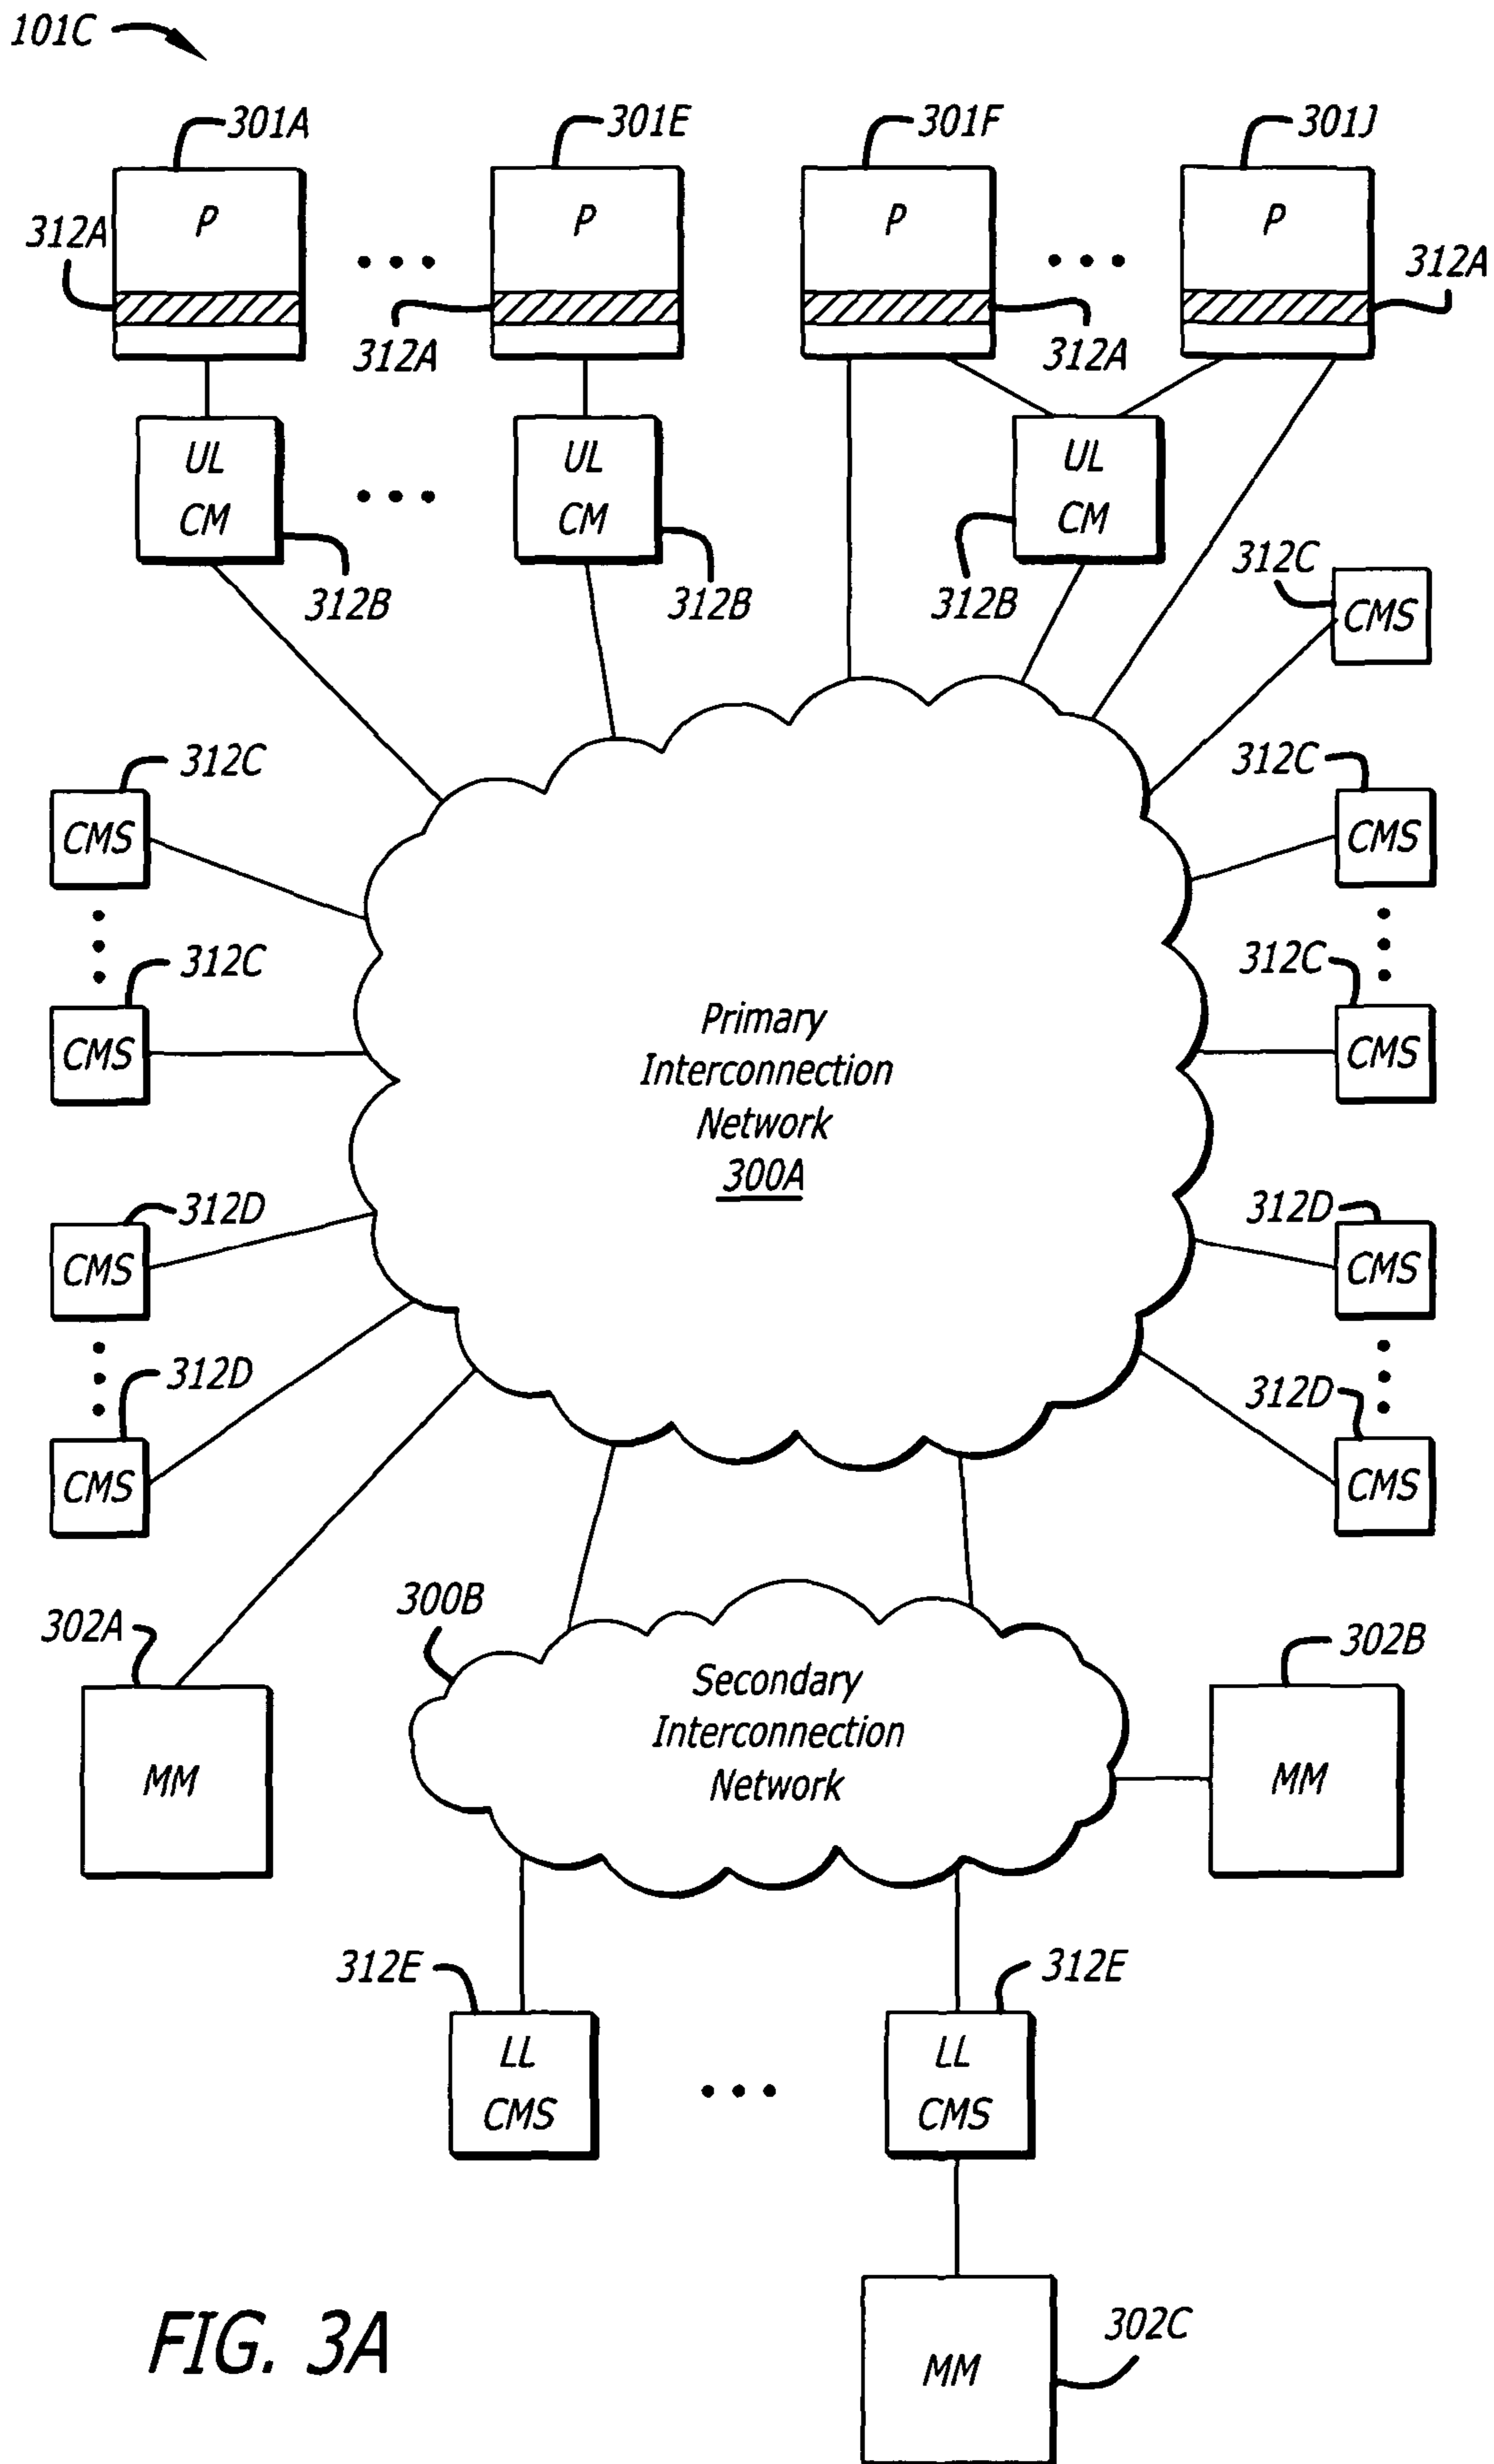 101C
301A
301E
301F
301J
P
P
P
P
312A
312A
312A
312A
UL
CM
UL
CM
UL
CM
312B
312B
312B
312C
CMS
312C
CMS
312C
CMS
312C
CMS
312C
CMS
Primary
Interconnection
Network
300A
312D
CMS
312D
CMS
312D
CMS
312D
CMS
300B
302A
302B
Secondary
Interconnection
Network
MM
MM
312E
312E
LL
CMS
LL
CMS
302C
MM
FIG. 3A